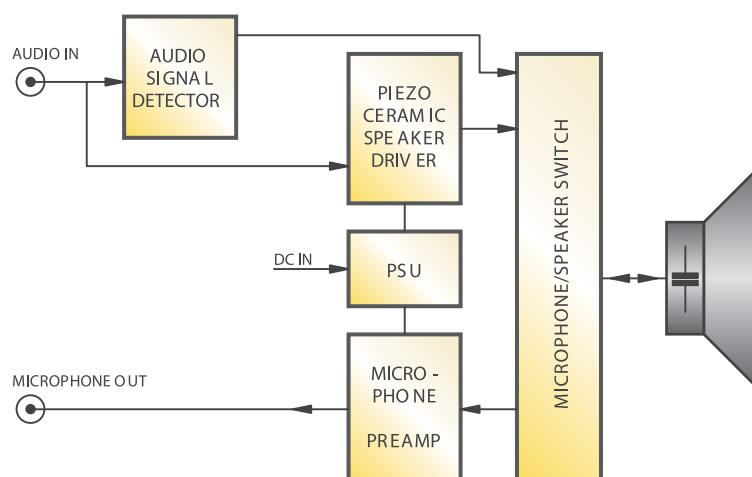 AUDIO IN
AUDIO
SIGNAL
DETECTOR
PIEZO
CERAMIC
SPEAKER
DRIVER
MICROPHONE/SPEAKER SWITCH
DC IN
PSU
MICROPHONE OUT
MICRO -
PHONE
PREAMP